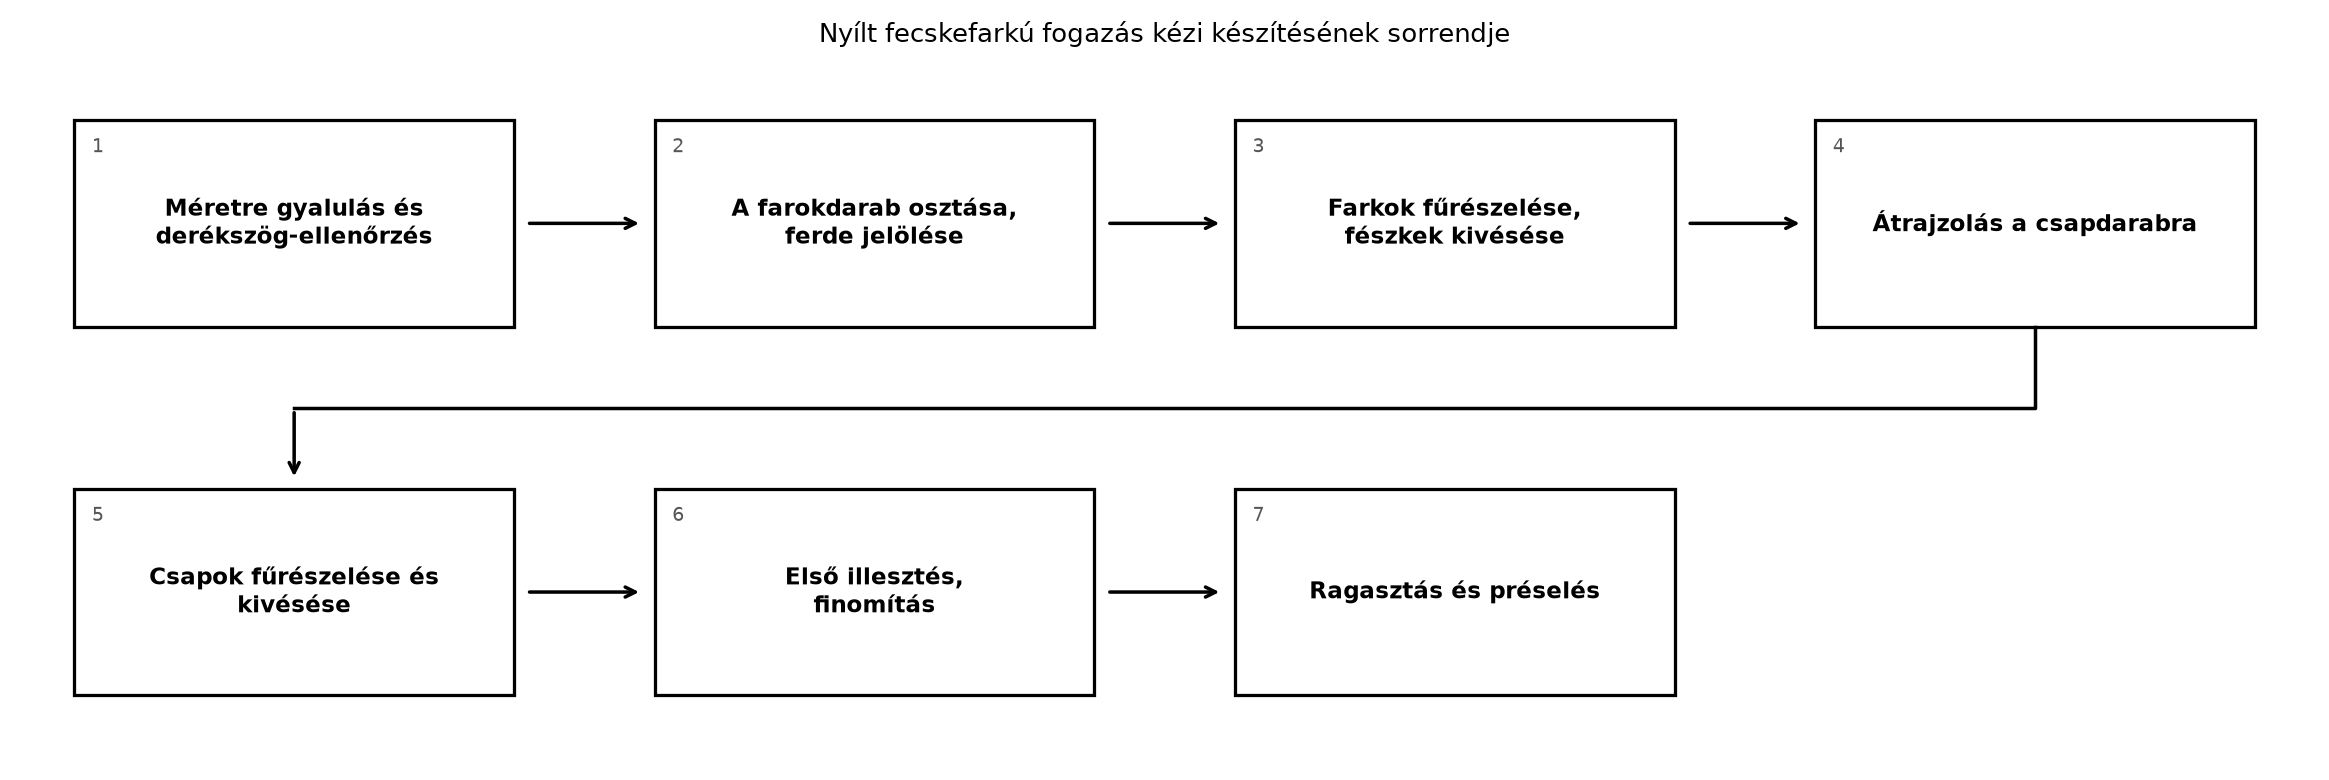 Nyílt fecskefarkú fogazás kézi készítésének sorrendje
1
Méretre gyalulás és
derékszög-ellenőrzés
2
A farokdarab osztása,
ferde jelölése
3
Farkok fűrészelése,
fészkek kivésése
4
Átrajzolás a csapdarabra
5
Csapok fűrészelése és
kivésése
6
Első illesztés,
finomítás
7
Ragasztás és préselés